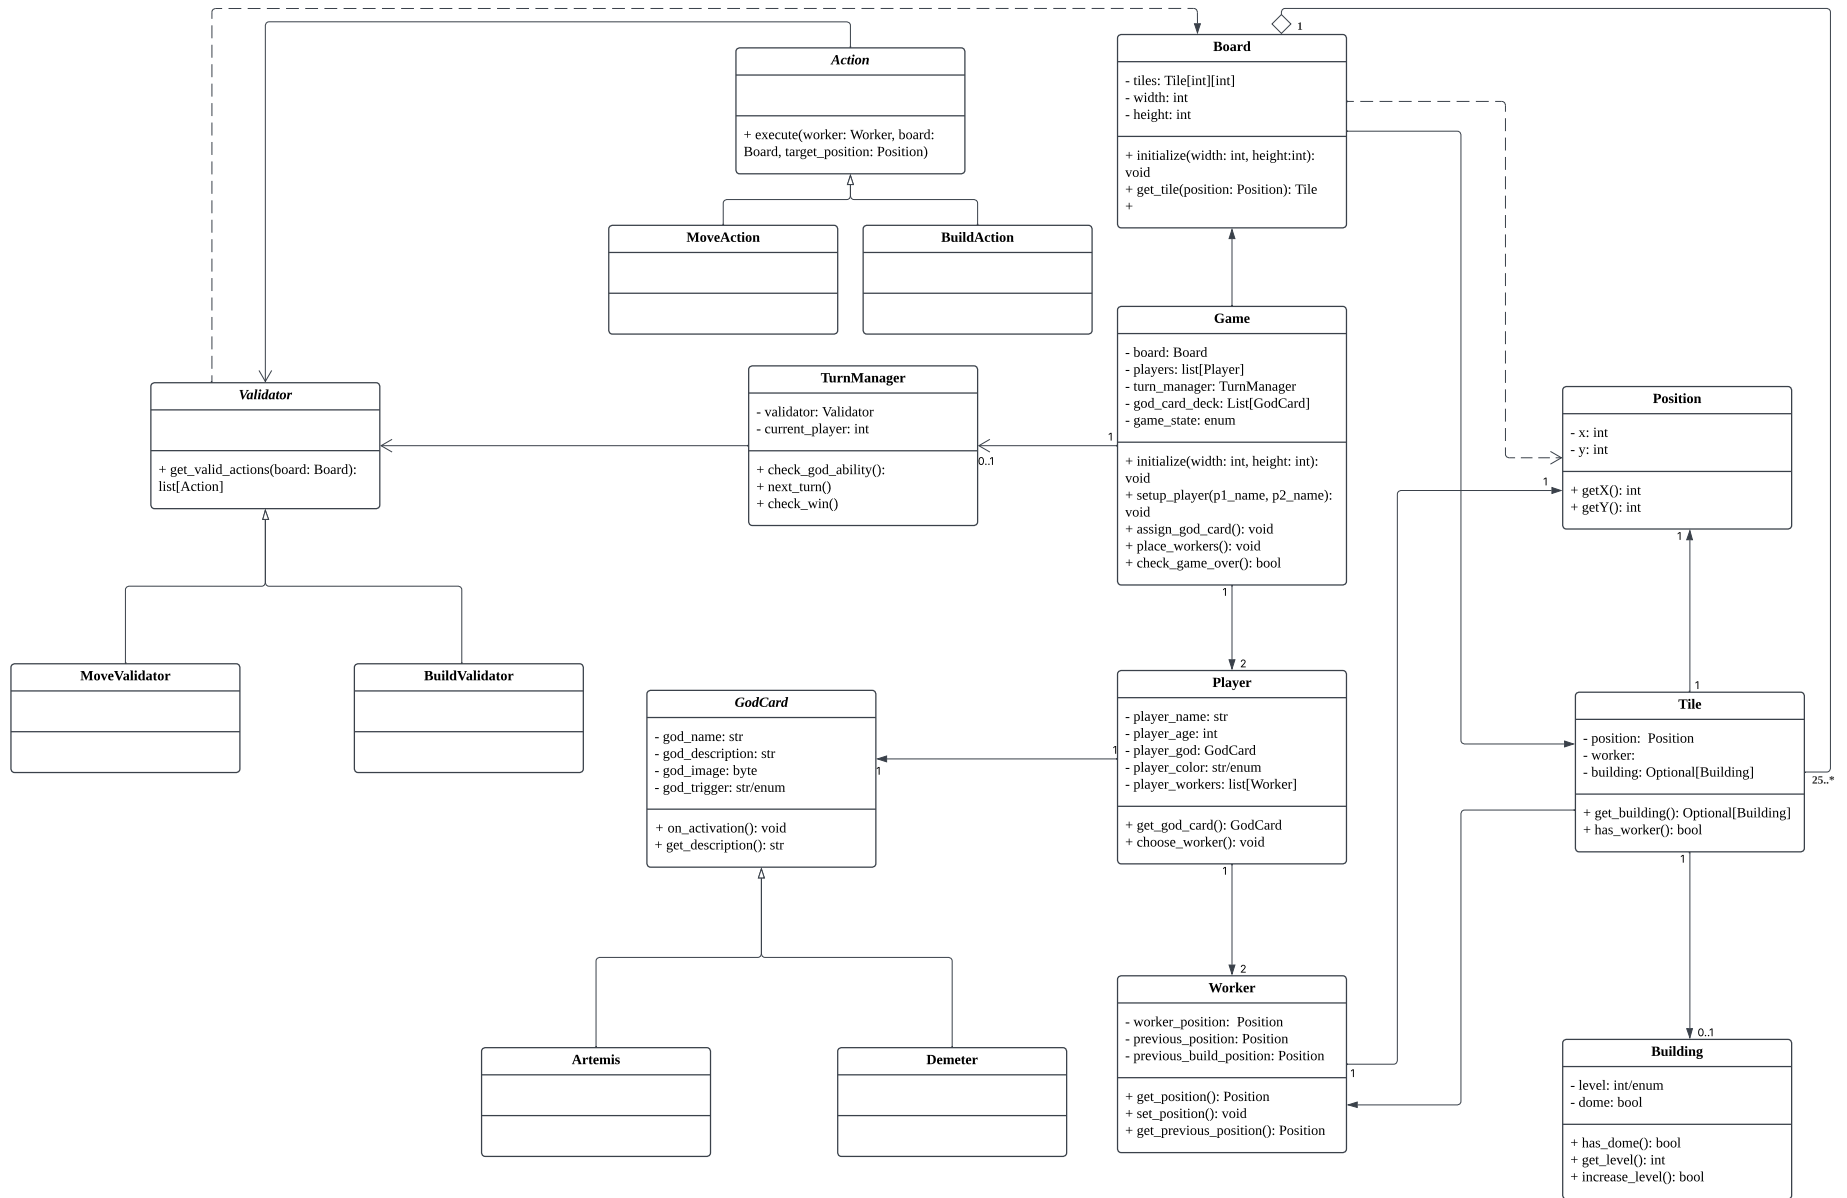 1
Board
- tiles: Tile[int][int]
- width: int
- height: int
+ initialize(width: int, height:int):
void
+ get_tile(position: Position): Tile
+
Action
+ execute(worker: Worker, board:
Board, target_position: Position)
MoveAction
BuildAction
Game
- board: Board
- players: list[Player]
- turn_manager: TurnManager
- god_card_deck: List[GodCard]
- game_state: enum
+ initialize(width: int, height: int):
void
+ setup_player(p1_name, p2_name):
void
+ assign_god_card(): void
+ place_workers(): void
+ check_game_over(): bool
1
0..1
1
2
TurnManager
- validator: Validator
- current_player: int
+ check_god_ability():
+ next_turn()
+ check_win()
Validator
+ get_valid_actions(board: Board):
list[Action]
MoveValidator
BuildValidator
Position
- x: int
- y: int
+ getX(): int
+ getY(): int
1
1
1
Tile
- position:  Position
- worker:
- building: Optional[Building]
+ get_building(): Optional[Building]
+ has_worker(): bool
25..*
1
0..1
Player
- player_name: str
- player_age: int
- player_god: GodCard
- player_color: str/enum
- player_workers: list[Worker]
+ get_god_card(): GodCard
+ choose_worker(): void
1
1
1
2
GodCard
- god_name: str
- god_description: str
- god_image: byte
- god_trigger: str/enum
+ on_activation(): void
+ get_description(): str
Artemis
Demeter
Worker
- worker_position:  Position
- previous_position: Position
- previous_build_position: Position
+ get_position(): Position
+ set_position(): void
+ get_previous_position(): Position
1
Building
- level: int/enum
- dome: bool
+ has_dome(): bool
+ get_level(): int
+ increase_level(): bool